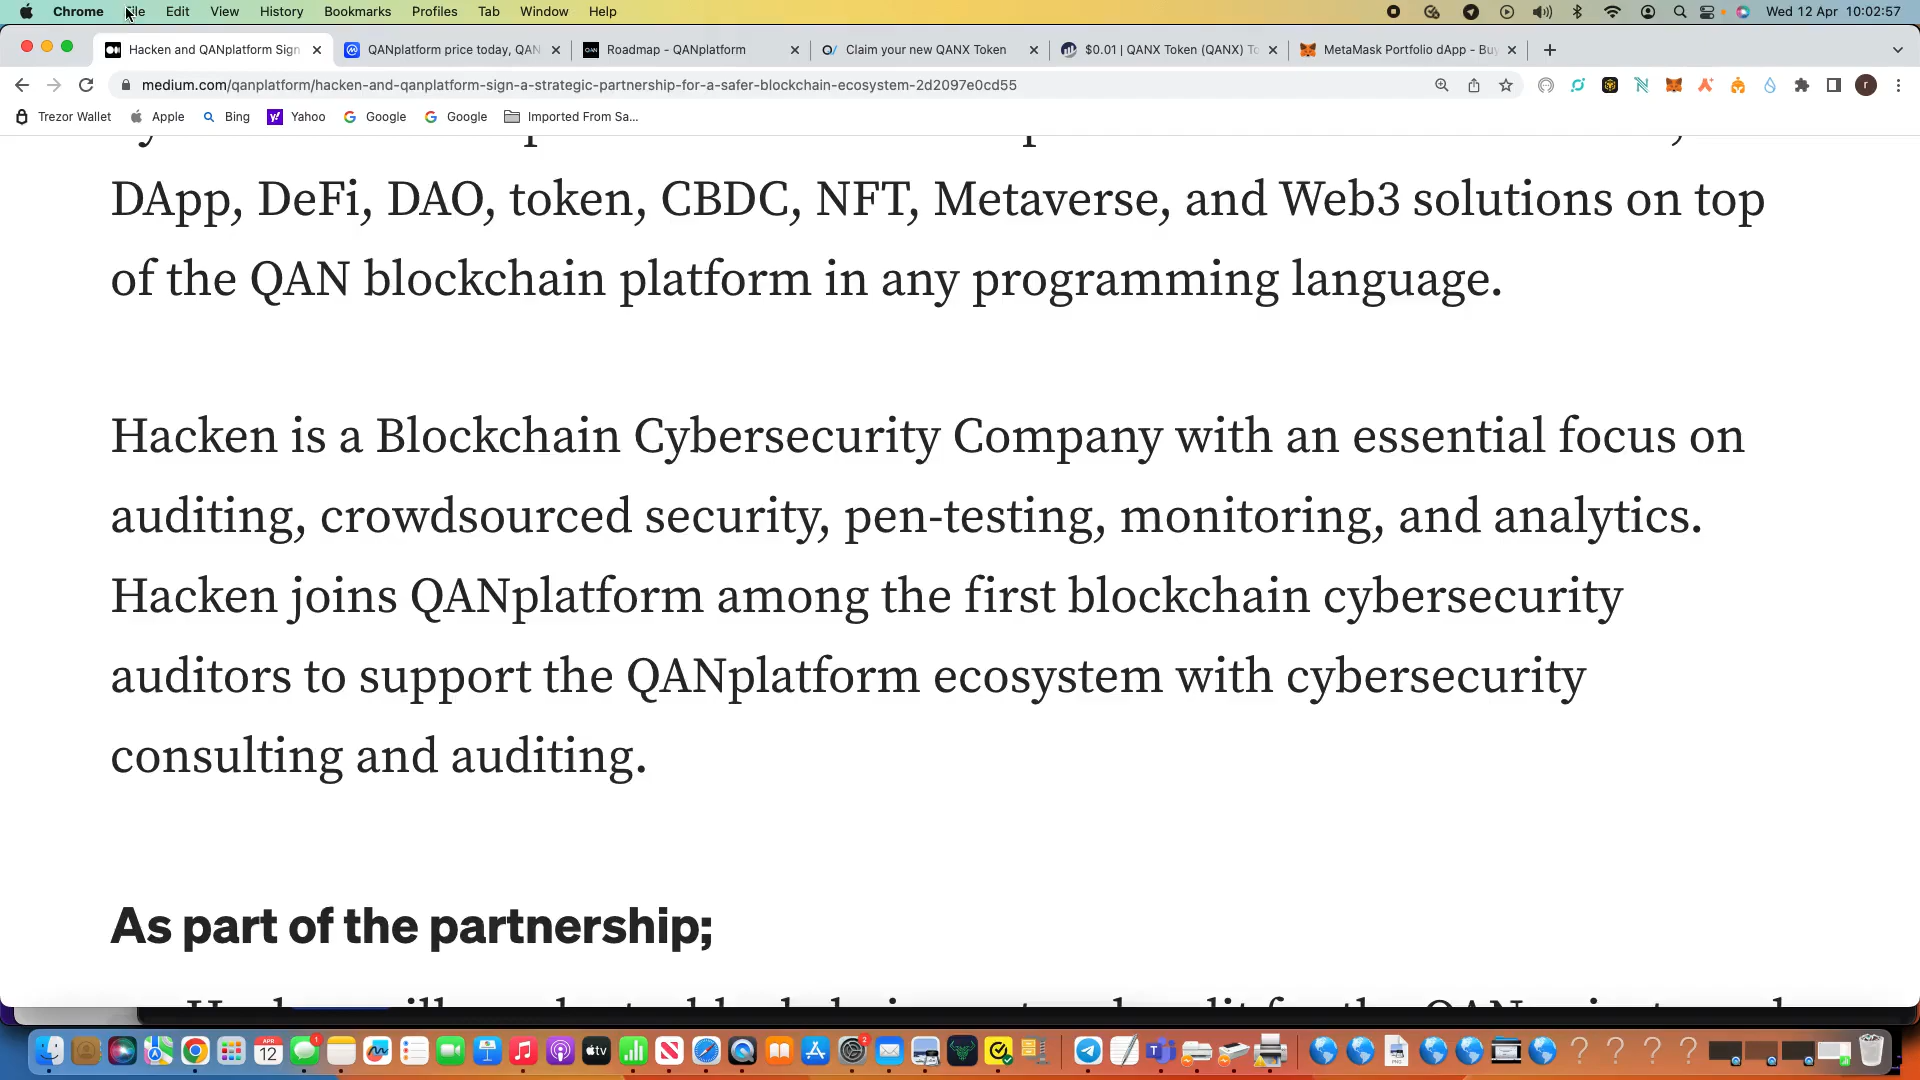 Chrome File Edit View History Bookmarks Profiles Tab Window Help Wed 12 Apr 10:02:57
Hacken and QANplatform Sign QANplatform price today, QAN Roadmap - QANplatform Claim your new QANX Token $0.01 | QANX Token (QANX) To MetaMask Portfolio dApp - Buy
medium.com/qanplatform/hacken-and-qanplatform-sign-a-strategic-partnership-for-a-safer-blockchain-ecosystem-2d2097e0cd55
Trezor Wallet Apple Bing Yahoo Google Google Imported From Sa...
DApp, DeFi, DAO, token, CBDC, NFT, Metaverse, and Web3 solutions on top
of the QAN blockchain platform in any programming language.
Hacken is a Blockchain Cybersecurity Company with an essential focus on
auditing, crowdsourced security, pen-testing, monitoring, and analytics.
Hacken joins QANplatform among the first blockchain cybersecurity
auditors to support the QANplatform ecosystem with cybersecurity
consulting and auditing.
As part of the partnership;